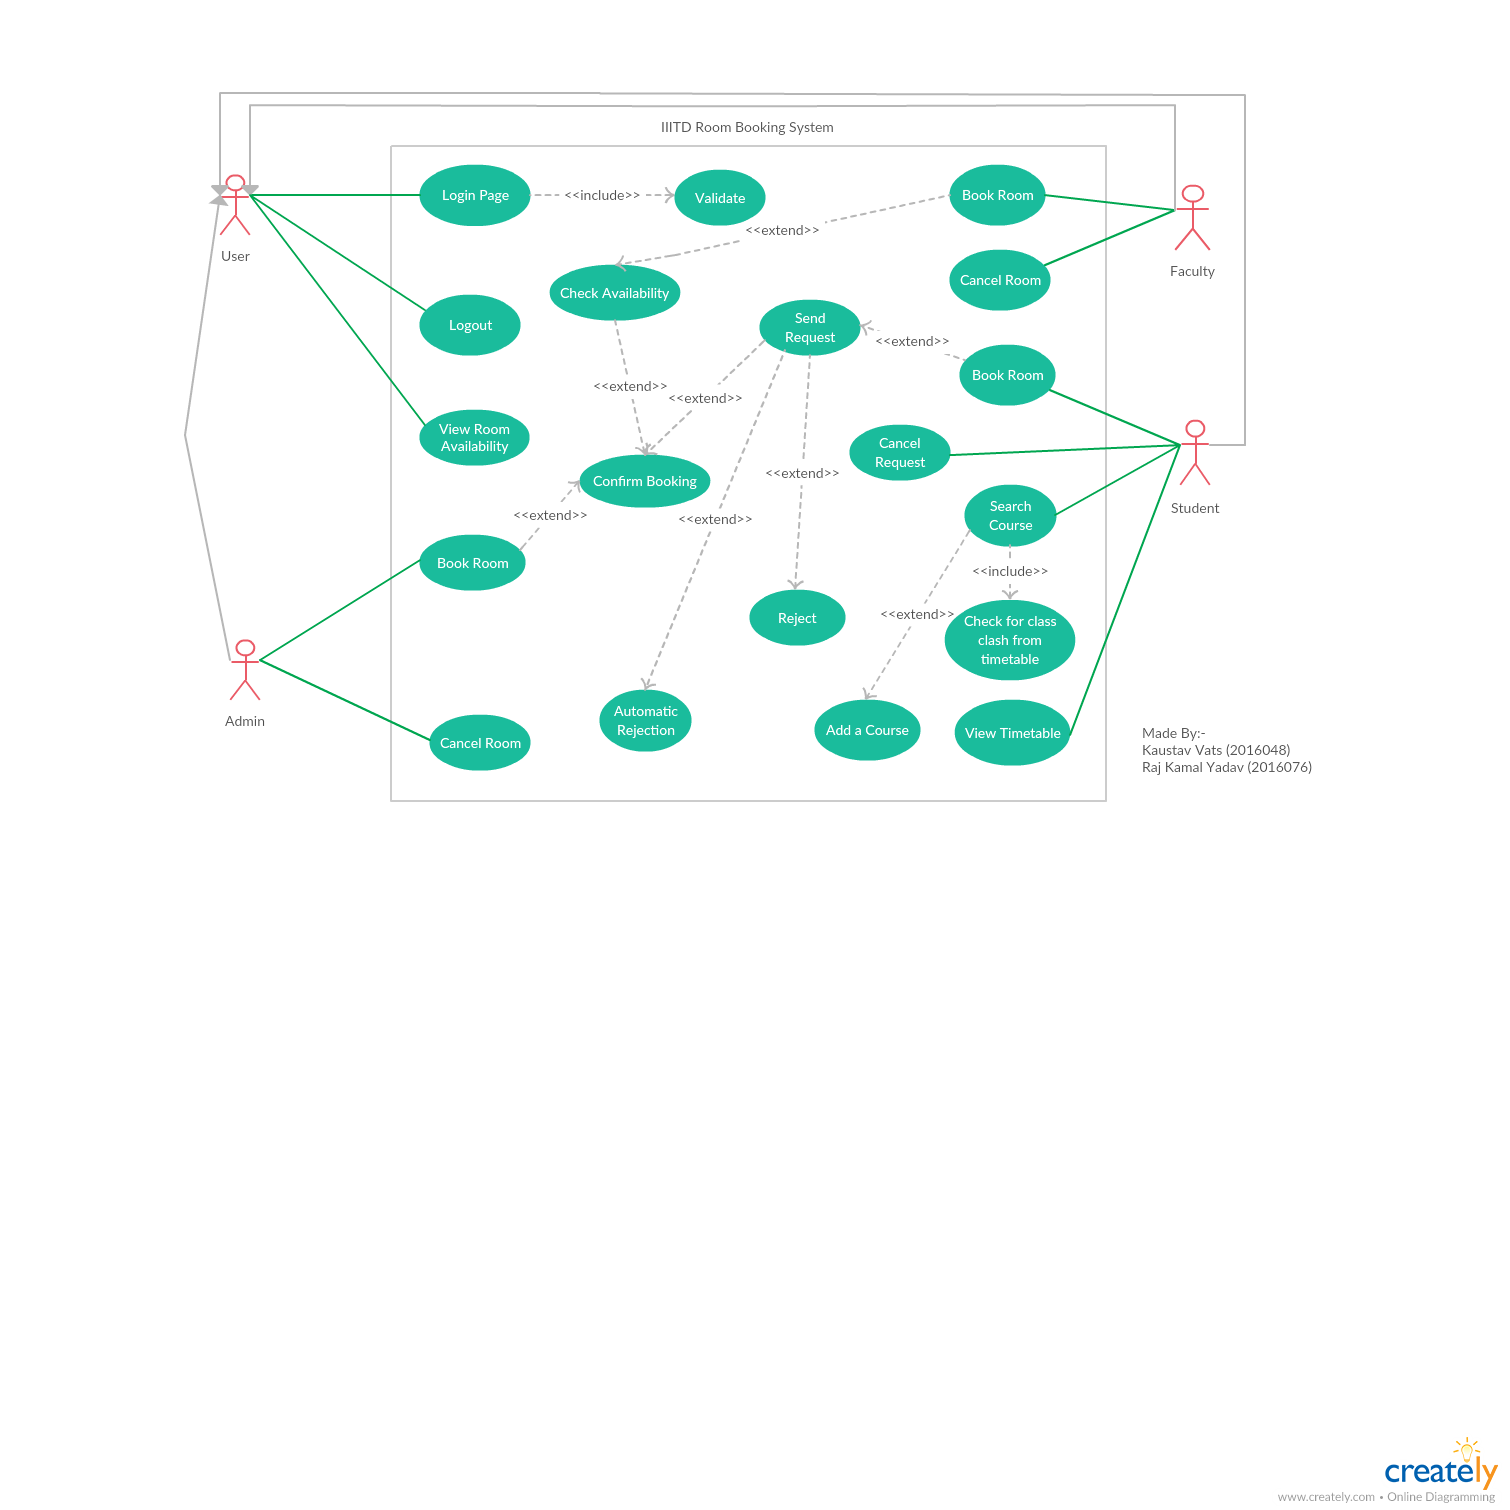 IIITD Room Booking System
Login Page
<<include>>
Validate
Book Room
<<extend>>
User
Faculty
Check Availability
Cancel Room
Logout
Send
Request
<<extend>>
Book Room
<<extend>>
<<extend>>
View Room
Availability
Cancel
Request
<<extend>>
Confirm Booking
Search
Course
Student
<<extend>>
<<extend>>
Book Room
<<include>>
Reject
<<extend>>
Check for class
clash from
timetable
Admin
Cancel Room
Automatic
Rejection
Add a Course
View Timetable
Made By:-
Kaustav Vats (2016048)
Raj Kamal Yadav (2016076)
creately
www.creately.com • Online Diagramming